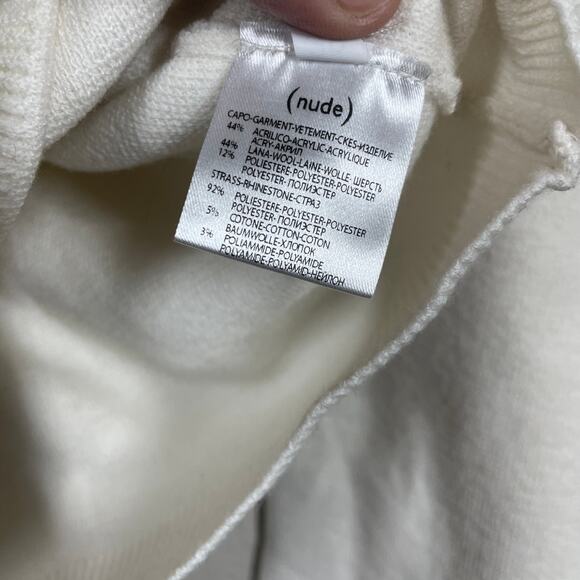 (nude)
CAPO-GARMENT-VETEMENT-CKES-ИЗДЕЛИЕ
44% ACRILICO-ACRYLIC-ACRYLIQUE
ACRY.-АКРИЛ
44% LANA-WOOL-LAINE-WOLLE- ШЕРСТЬ
12% POLIESTERE-POLYESTER-POLYESTER
POLYESTER- ПОЛИЭСТЕР
STRASS-RHINESTONE-СТРАЗ
92% POLIESTERE-POLYESTER-POLYESTER
POLYESTER- ПОЛИЭСТЕР
5% COTONE-COTTON-COTON
BAUMWOLLE-ХЛОПОК
3% POLIAMMIDE-POLYAMIDE
POLYAMIDE-POLYAMID-НЕЙЛОН